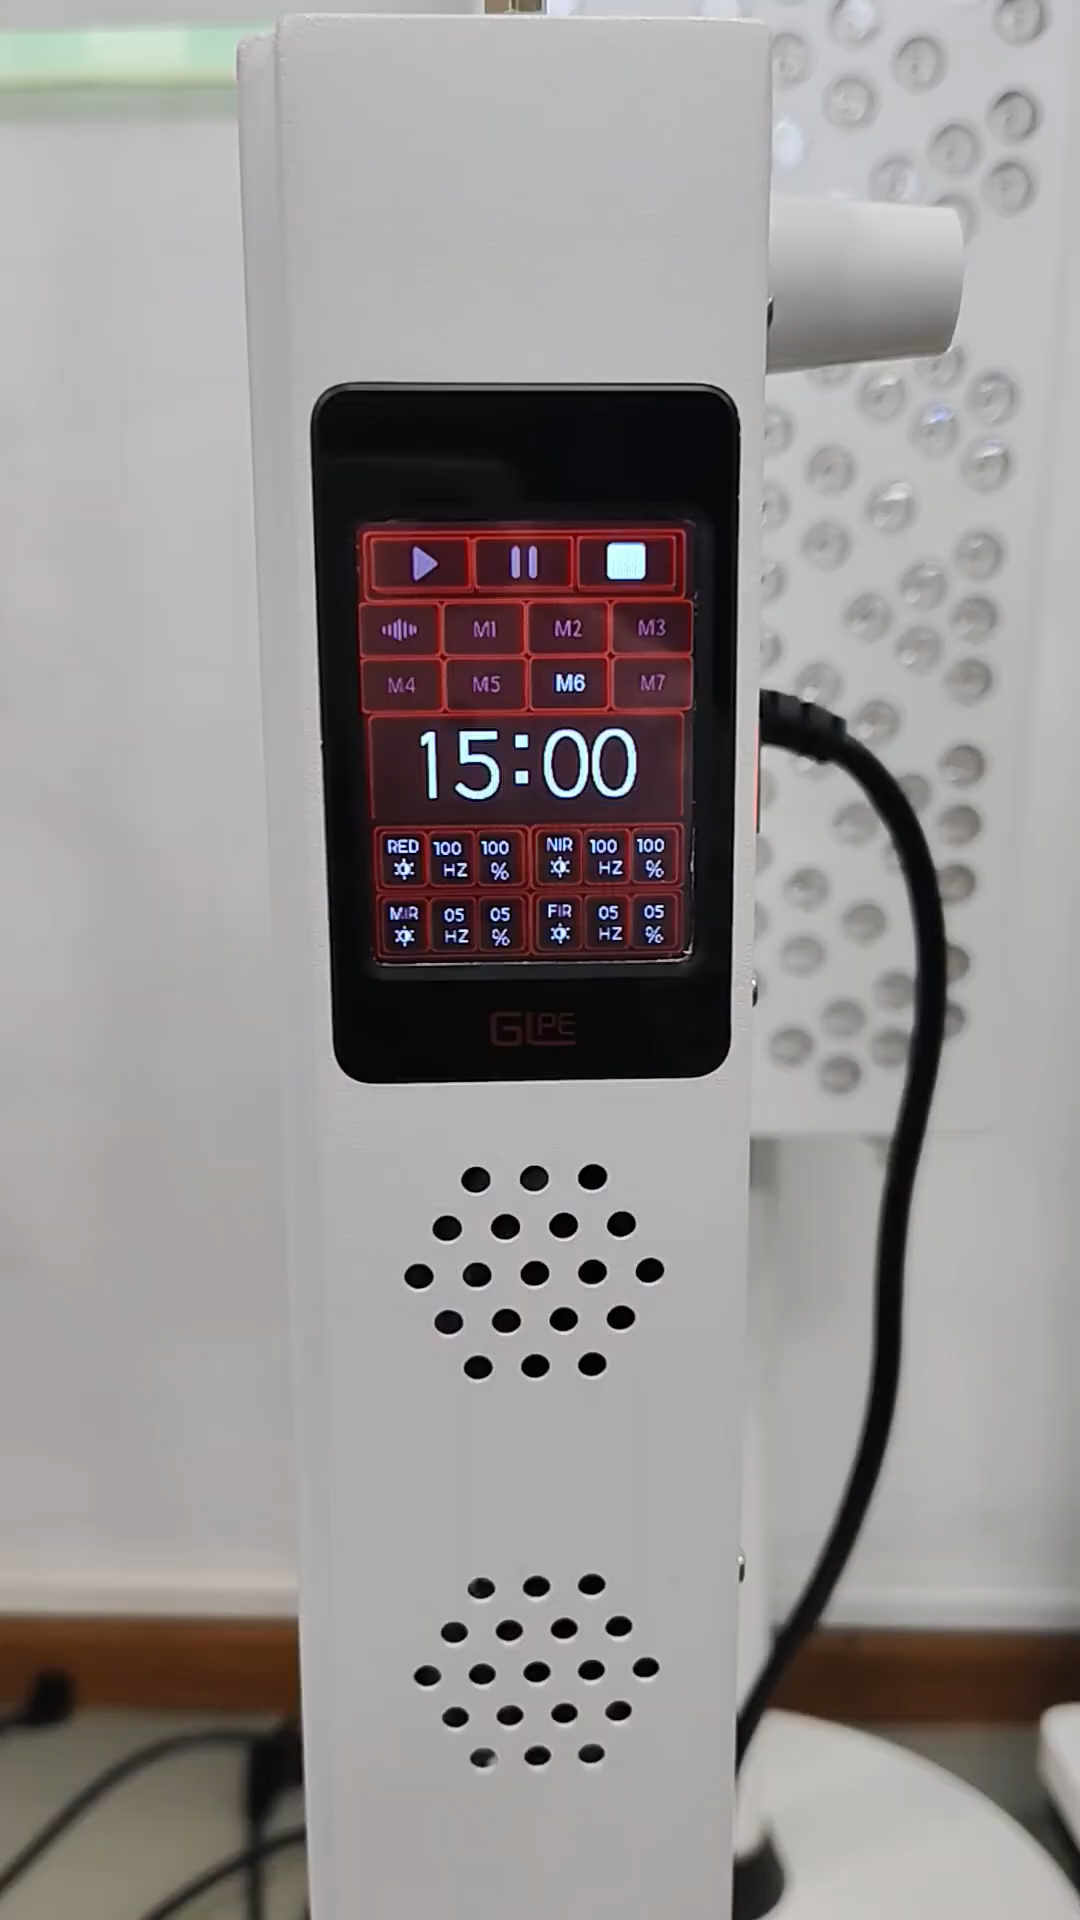 M1 M2 M3
M4 M5 M6 M7
15:00
RED 100 HZ 100 % NIR 100 HZ 100 %
MIR 05 HZ 05 % FIR 05 HZ 05 %
GLPE